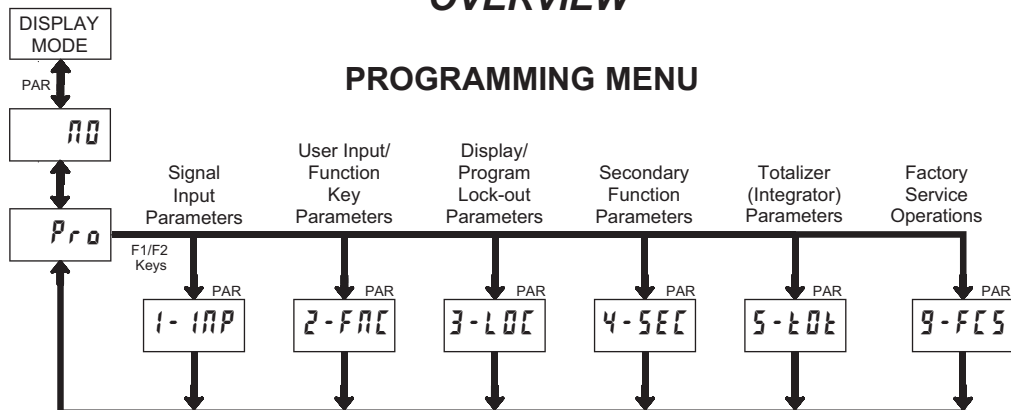 OVERVIEW
PROGRAMMING MENU
DISPLAY
MODE
PAR
NO
Pro
F1/F2
Keys
Signal
Input
Parameters
User Input/
Function
Key
Parameters
Display/
Program
Lock-out
Parameters
Secondary
Function
Parameters
Totalizer
(Integrator)
Parameters
Factory
Service
Operations
PAR
1-INP
PAR
2-FNC
PAR
3-LOC
PAR
4-SEC
PAR
5-tOt
PAR
9-FCS